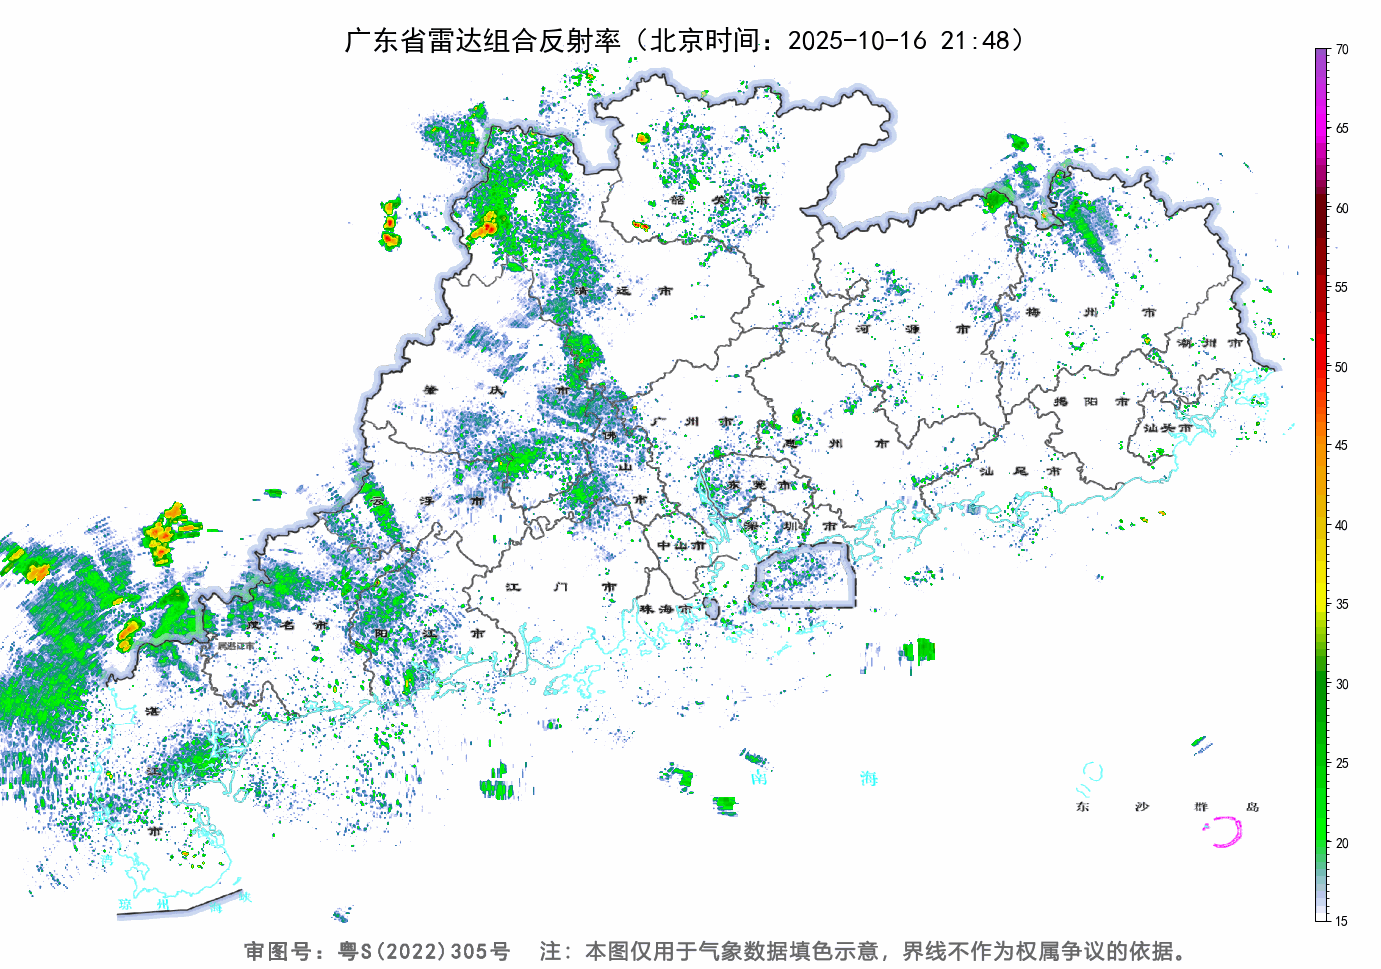 广东省雷达组合反射率（北京时间：2025-10-16 21:48）
70
65
60
55
50
45
40
35
30
25
20
15
韶 关 市
清 远 市
河 源 市
梅 州 市
潮 州 市
肇 庆 市
广 州 市
揭 阳 市
汕头市
佛 山 市
惠 州 市
汕 尾 市
东 莞 市
云 浮 市
深 圳 市
中山市
江 门 市
珠海市
茂 名 市
阳 江 市
湛 江 市
南 海
东 沙 群 岛
琼 州 海 峡
审图号：粤S(2022)305号 注：本图仅用于气象数据填色示意，界线不作为权属争议的依据。